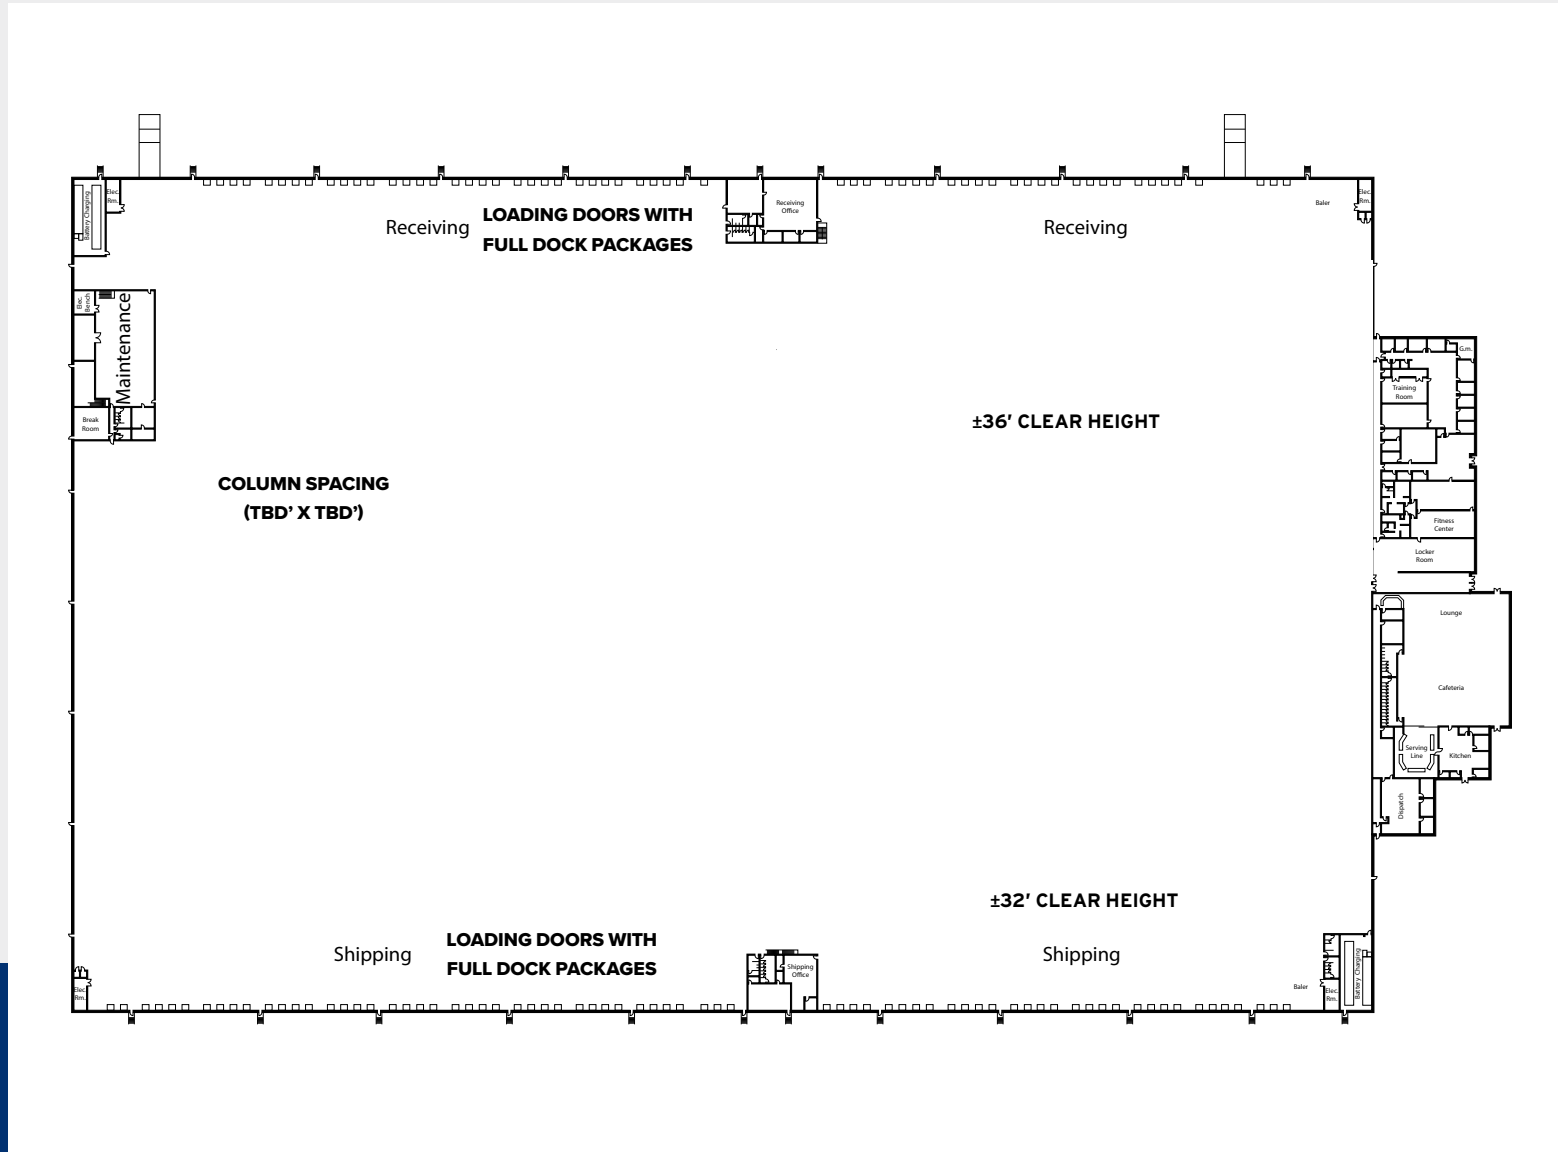 Elec.
Rm.
Battery Charging
Receiving
LOADING DOORS WITH
FULL DOCK PACKAGES
Receiving
Office
Receiving
Baler
Elec.
Rm.
Elec.
Bench
Maintenance
Break
Room
G.m.
Training
Room
±36' CLEAR HEIGHT
COLUMN SPACING
(TBD' X TBD')
Fitness
Center
Locker
Room
Lounge
Cafeteria
Serving
Line
Kitchen
Dispatch
±32' CLEAR HEIGHT
Shipping
LOADING DOORS WITH
FULL DOCK PACKAGES
Shipping
Office
Shipping
Baler
Elec.
Rm.
Battery Charging
Elec.
Rm.